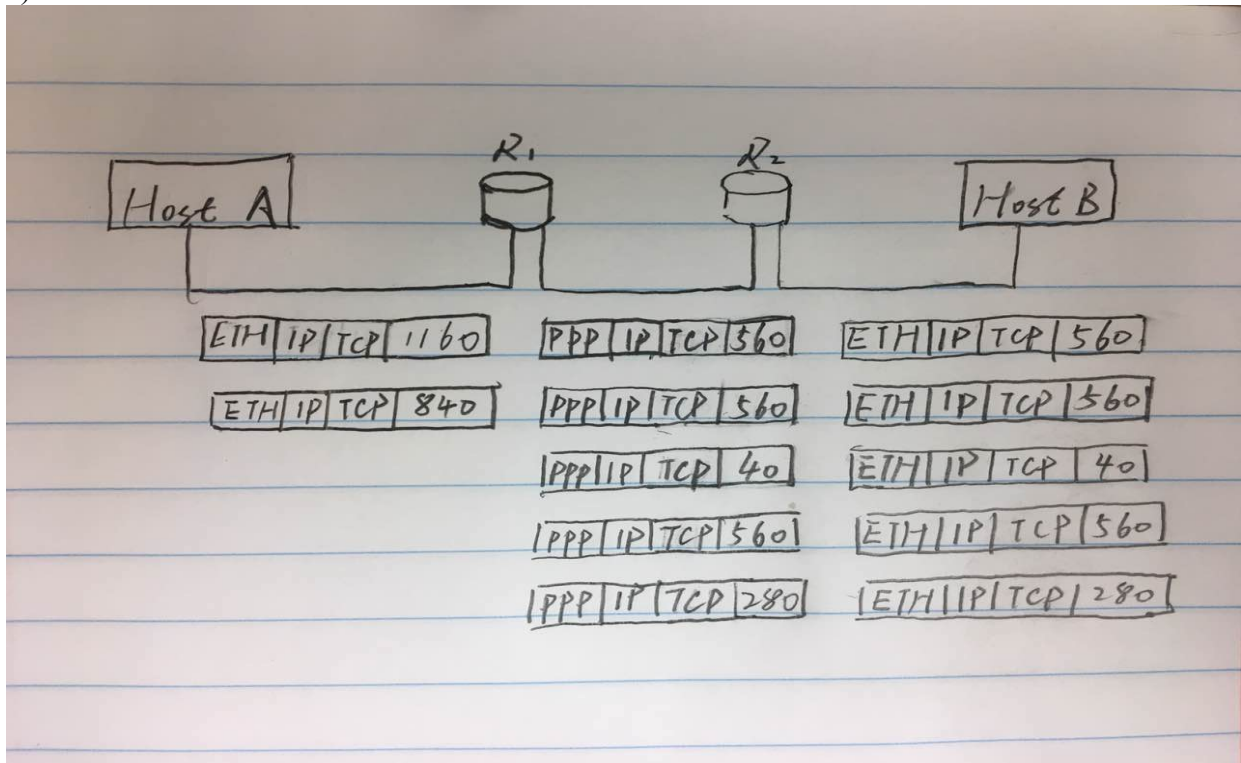 )
R1 R2
Host A Host B
ETH IP TCP 1160 PPP IP TCP 560 ETH IP TCP 560
ETH IP TCP 840 PPP IP TCP 560 ETH IP TCP 560
PPP IP TCP 40 ETH IP TCP 40
PPP IP TCP 560 ETH IP TCP 560
PPP IP TCP 280 ETH IP TCP 280